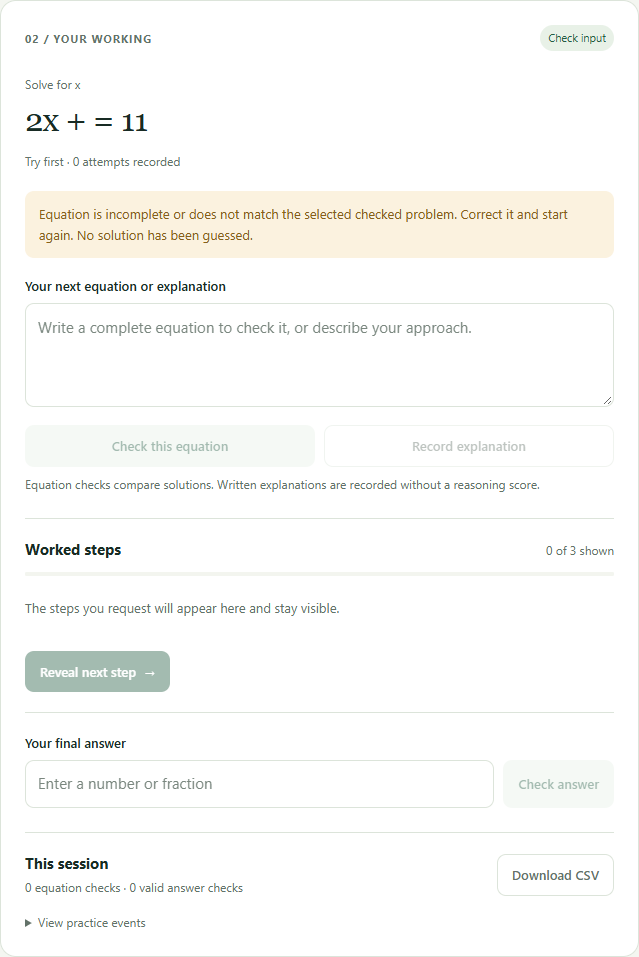 02 / YOUR WORKING
Check input
Solve for x
2x + = 11
Try first · 0 attempts recorded
Equation is incomplete or does not match the selected checked problem. Correct it and start
again. No solution has been guessed.
Your next equation or explanation
Write a complete equation to check it, or describe your approach.
Check this equation
Record explanation
Equation checks compare solutions. Written explanations are recorded without a reasoning score.
Worked steps
0 of 3 shown
The steps you request will appear here and stay visible.
Reveal next step →
Your final answer
Enter a number or fraction
Check answer
This session
Download CSV
0 equation checks · 0 valid answer checks
View practice events